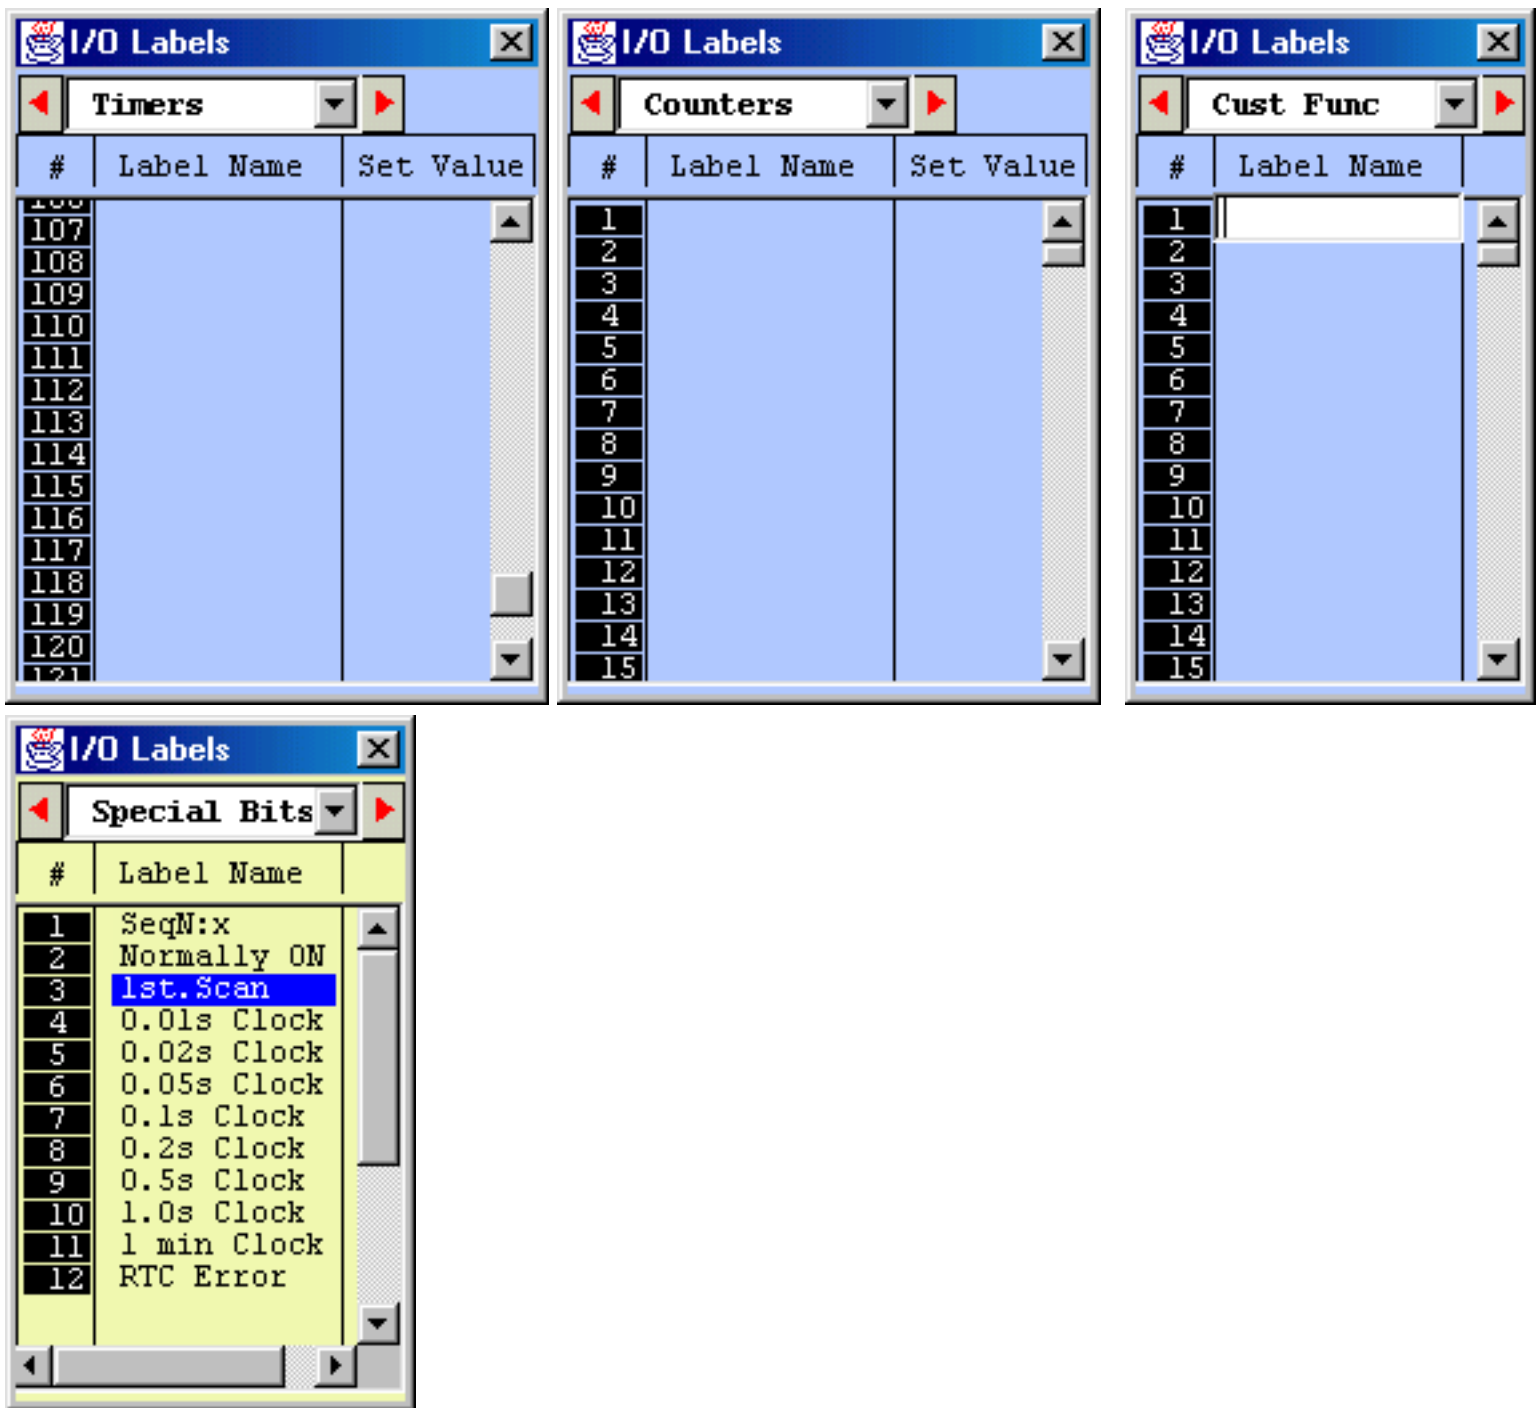 I/O Labels
Timers
# Label Name Set Value
106
107
108
109
110
111
112
113
114
115
116
117
118
119
120
121
I/O Labels
Counters
# Label Name Set Value
1
2
3
4
5
6
7
8
9
10
11
12
13
14
15
I/O Labels
Cust Func
# Label Name
1
2
3
4
5
6
7
8
9
10
11
12
13
14
15
I/O Labels
Special Bits
# Label Name
1 SeqN:x
2 Normally ON
3 1st.Scan
4 0.01s Clock
5 0.02s Clock
6 0.05s Clock
7 0.1s Clock
8 0.2s Clock
9 0.5s Clock
10 1.0s Clock
11 1 min Clock
12 RTC Error